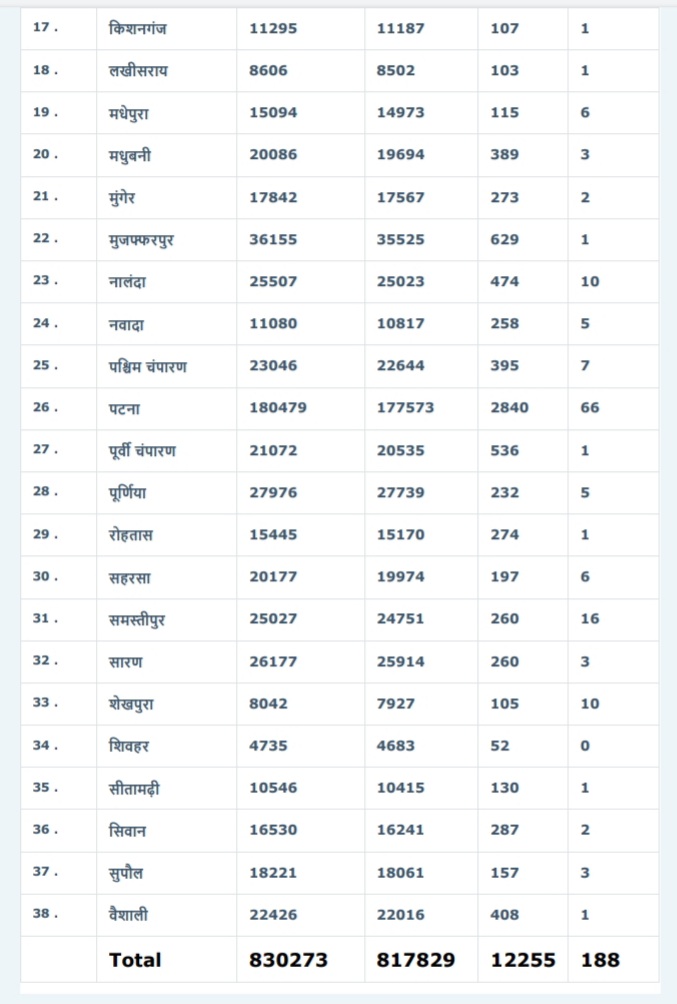 17 . किशनगंज 11295 11187 107 1
18 . लखीसराय 8606 8502 103 1
19 . मधेपुरा 15094 14973 115 6
20 . मधुबनी 20086 19694 389 3
21 . मुंगेर 17842 17567 273 2
22 . मुजफ्फरपुर 36155 35525 629 1
23 . नालंदा 25507 25023 474 10
24 . नवादा 11080 10817 258 5
25 . पश्चिम चंपारण 23046 22644 395 7
26 . पटना 180479 177573 2840 66
27 . पूर्वी चंपारण 21072 20535 536 1
28 . पूर्णिया 27976 27739 232 5
29 . रोहतास 15445 15170 274 1
30 . सहरसा 20177 19974 197 6
31 . समस्तीपुर 25027 24751 260 16
32 . सारण 26177 25914 260 3
33 . शेखपुरा 8042 7927 105 10
34 . शिवहर 4735 4683 52 0
35 . सीतामढ़ी 10546 10415 130 1
36 . सिवान 16530 16241 287 2
37 . सुपौल 18221 18061 157 3
38 . वैशाली 22426 22016 408 1
Total 830273 817829 12255 188